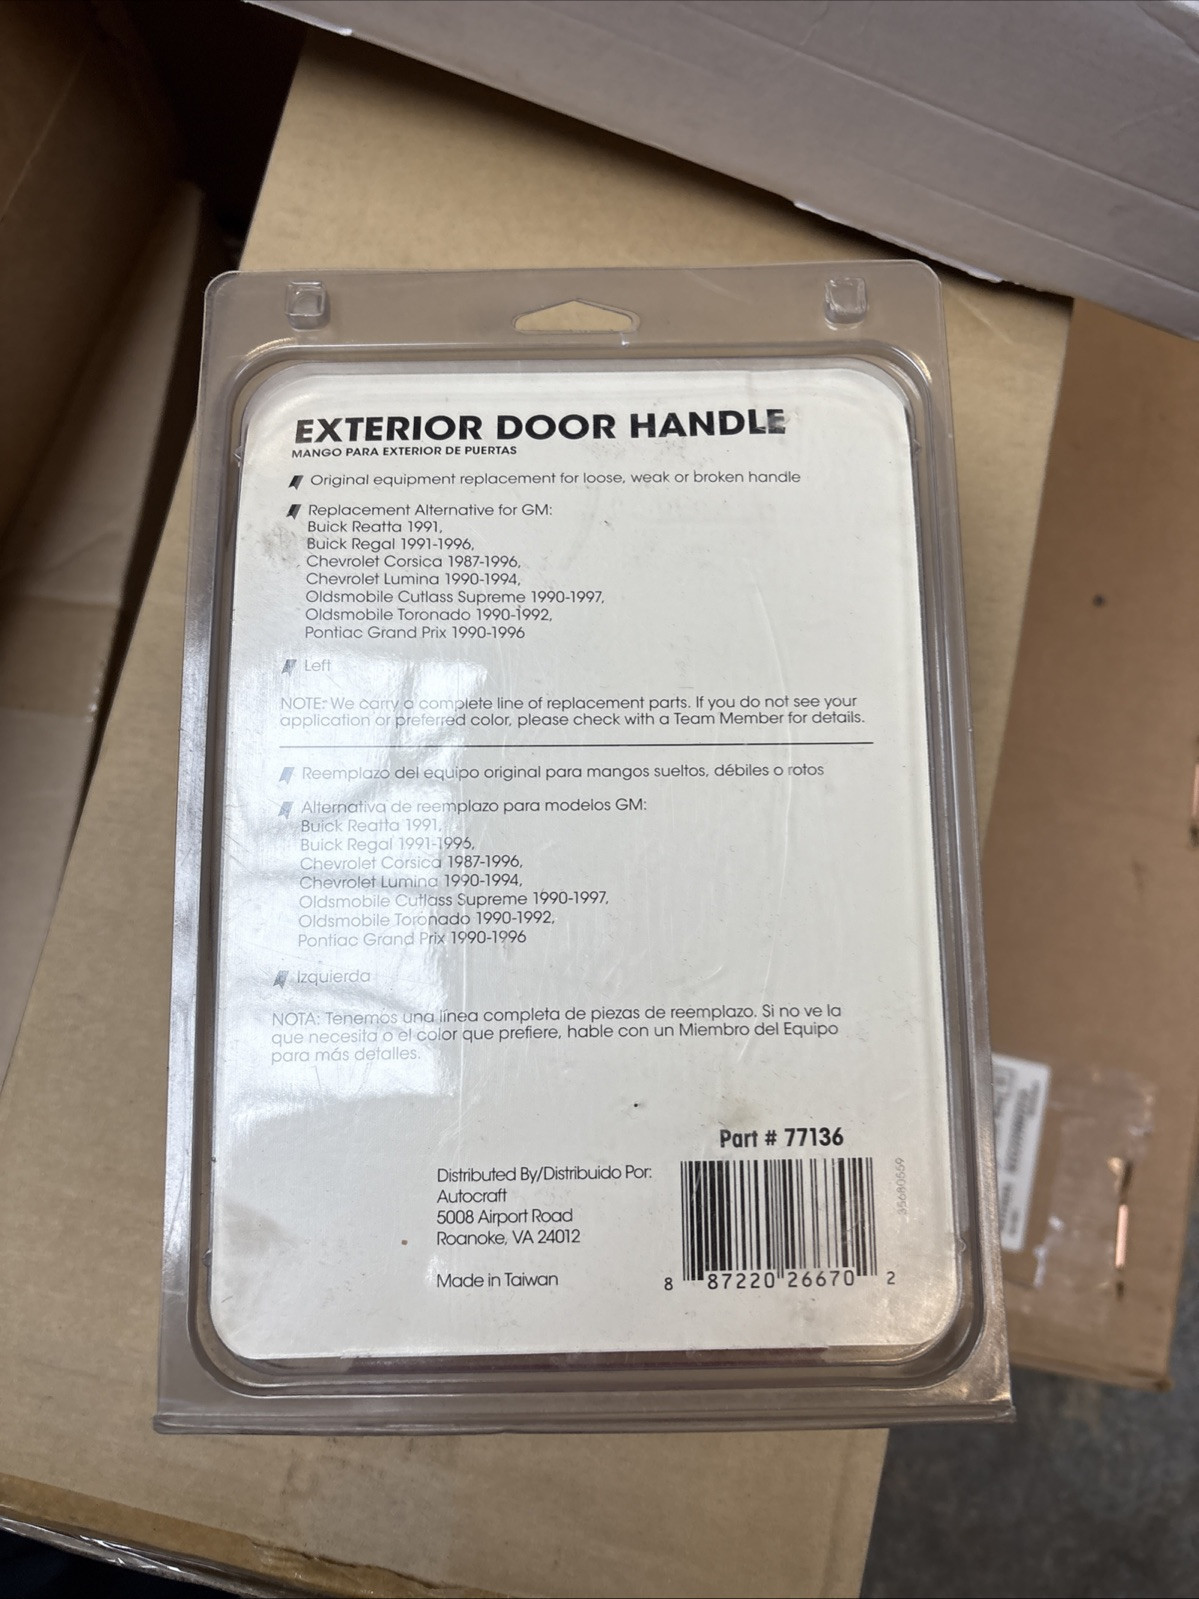 EXTERIOR DOOR HANDLE
MANGO PARA EXTERIOR DE PUERTAS
Original equipment replacement for loose, weak or broken handle
Replacement Alternative for GM:
Buick Reatta 1991,
Buick Regal 1991-1996,
Chevrolet Corsica 1987-1996,
Chevrolet Lumina 1990-1994,
Oldsmobile Cutlass Supreme 1990-1997,
Oldsmobile Toronado 1990-1992,
Pontiac Grand Prix 1990-1996
Left
NOTE: We carry a complete line of replacement parts. If you do not see your
application or preferred color, please check with a Team Member for details.
Reemplazo del equipo original para mangos sueltos, débiles o rotos
Alternativa de reemplazo para modelos GM:
Buick Reatta 1991,
Buick Regal 1991-1996,
Chevrolet Corsica 1987-1996,
Chevrolet Lumina 1990-1994,
Oldsmobile Cutlass Supreme 1990-1997,
Oldsmobile Toronado 1990-1992,
Pontiac Grand Prix 1990-1996
Izquierda
NOTA: Tenemos una línea completa de piezas de reemplazo. Si no ve la
que necesita o el color que prefiere, hable con un Miembro del Equipo
para más detalles.
Part # 77136
Distributed By/Distribuido Por:
Autocraft
5008 Airport Road
Roanoke, VA 24012
Made in Taiwan
8 87220 26670 2
35680559